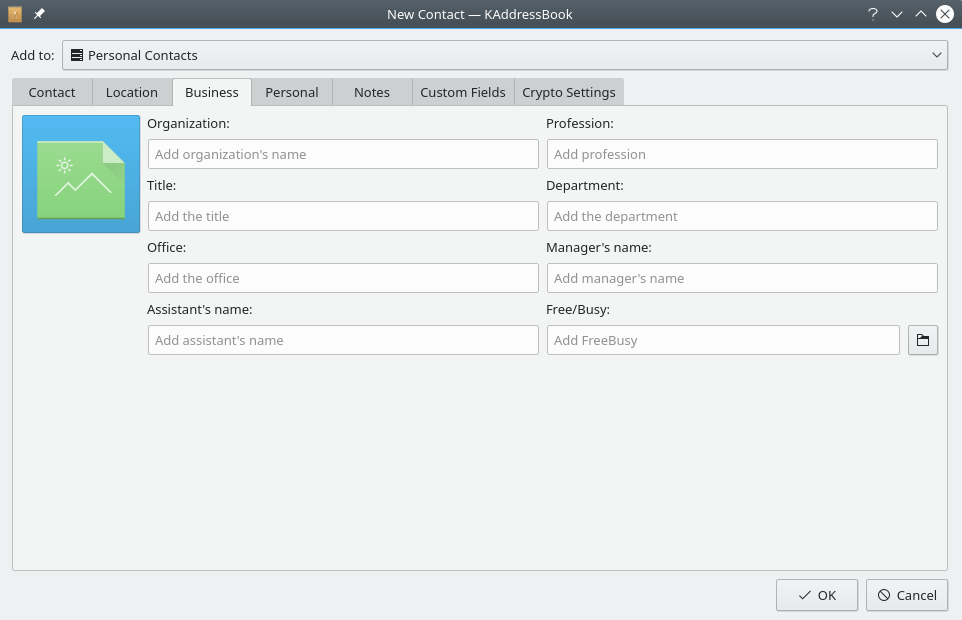 New Contact — KAddressBook
Add to: Personal Contacts
Contact Location Business Personal Notes Custom Fields Crypto Settings
Organization: Profession:
Add organization's name Add profession
Title: Department:
Add the title Add the department
Office: Manager's name:
Add the office Add manager's name
Assistant's name: Free/Busy:
Add assistant's name Add FreeBusy
OK Cancel